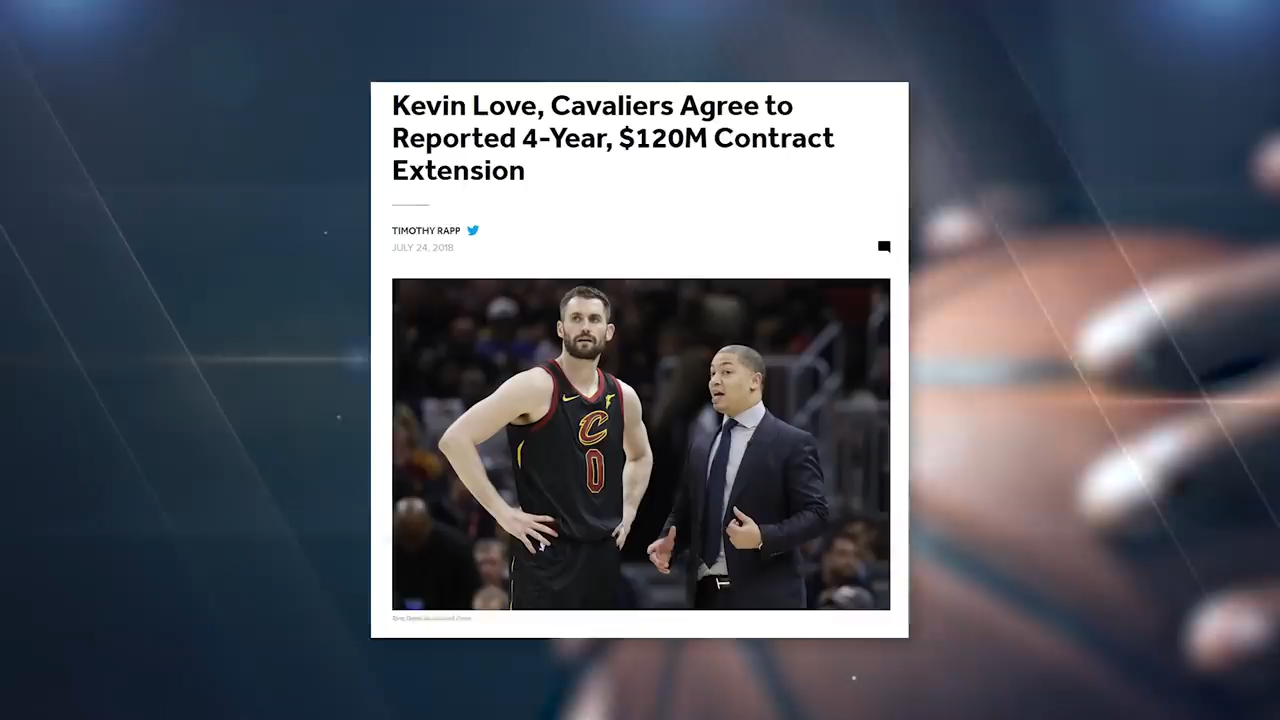 Kevin Love, Cavaliers Agree to
Reported 4-Year, $120M Contract
Extension
TIMOTHY RAPP
JULY 24, 2018
C
0